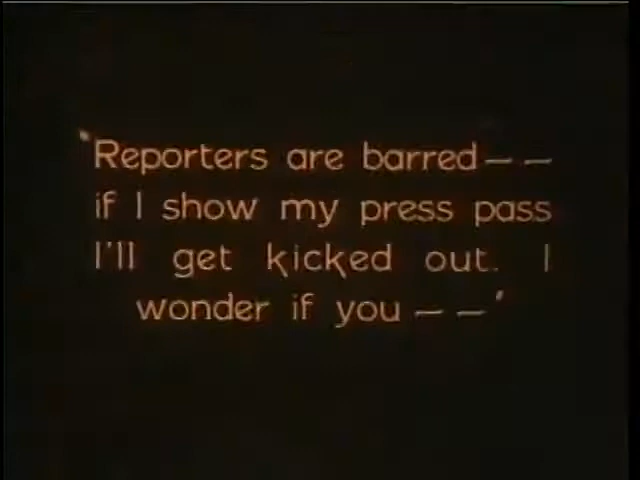 'Reporters are barred — —
if I show my press pass
I'll get kicked out. I
wonder if you — —'